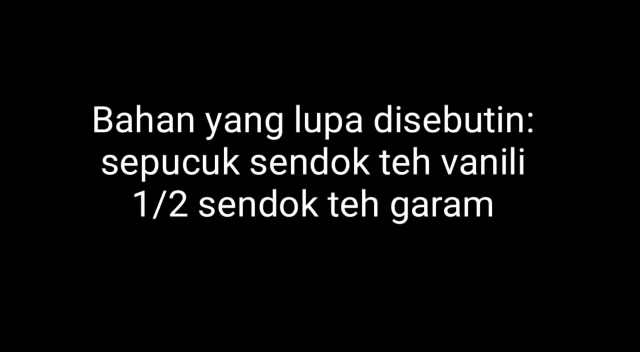 Bahan yang lupa disebutin:
sepucuk sendok teh vanili
1/2 sendok teh garam